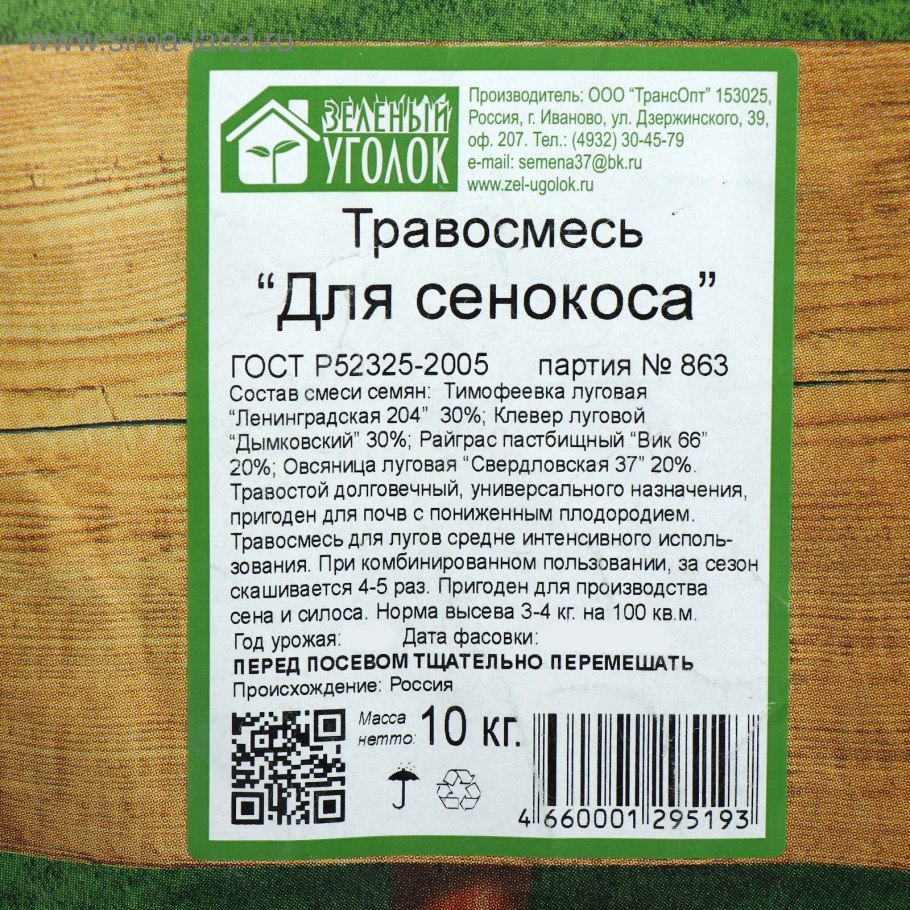 www.sima-land.ru
ЗЕЛЕНЫЙ
УГОЛОК
Производитель: ООО "ТрансОпт" 153025,
Россия, г. Иваново, ул. Дзержинского, 39,
оф. 207. Тел.: (4932) 30-45-79
e-mail: semena37@bk.ru
www.zel-ugolok.ru
Травосмесь
"Для сенокоса"
ГОСТ Р52325-2005 партия № 863
Состав смеси семян: Тимофеевка луговая
"Ленинградская 204" 30%; Клевер луговой
"Дымковский" 30%; Райграс пастбищный "Вик 66"
20%; Овсяница луговая "Свердловская 37" 20%.
Травостой долговечный, универсального назначения,
пригоден для почв с пониженным плодородием.
Травосмесь для лугов средне интенсивного исполь-
зования. При комбинированном пользовании, за сезон
скашивается 4-5 раз. Пригоден для производства
сена и силоса. Норма высева 3-4 кг. на 100 кв.м.
Год урожая: Дата фасовки:
ПЕРЕД ПОСЕВОМ ТЩАТЕЛЬНО ПЕРЕМЕШАТЬ
Происхождение: Россия
Масса
нетто: 10 кг.
4 660001 295193